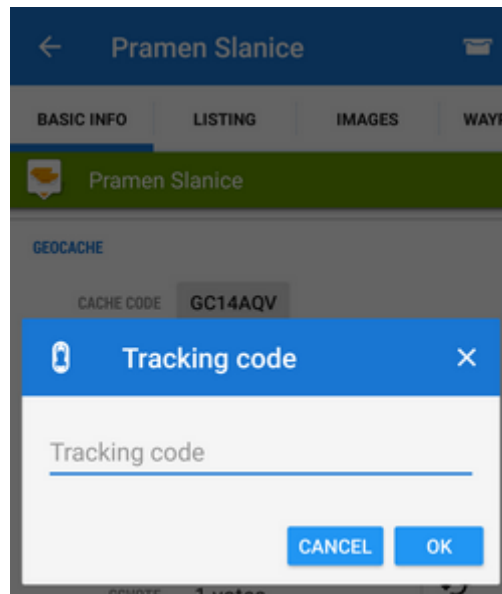 Pramen Slanice
BASIC INFO LISTING IMAGES
Pramen Slanice
GEOCACHE
CACHE CODE GC14AQV
Tracking code
Tracking code
CANCEL OK
1 votes